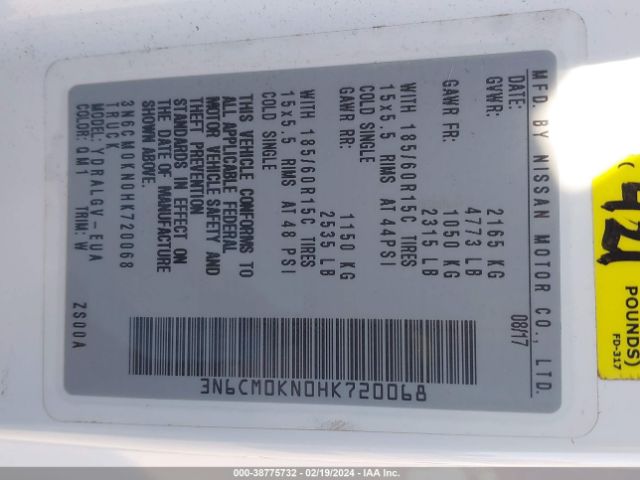 MFD. BY NISSAN MOTOR CO., LTD.
DATE: 08/17
GVWR: 2165 KG
4773 LB
GAWR FR: 1050 KG
2315 LB
WITH 185/60R15C TIRES
15x5.5 RIMS AT 44PSI
COLD SINGLE
GAWR RR: 1150 KG
2535 LB
WITH 185/60R15C TIRES
15x5.5 RIMS AT 48 PSI
COLD SINGLE
THIS VEHICLE CONFORMS TO
ALL APPLICABLE FEDERAL
MOTOR VEHICLE SAFETY AND
THEFT PREVENTION
STANDARDS IN EFFECT ON
THE DATE OF MANUFACTURE
SHOWN ABOVE.
3N6CM0KN0HK720068
TRUCK
MODEL: YDRALGV-EUA
COLOR: QM1 TRIM: W
ZS00A
3N6CM0KN0HK720068
POUNDS)
FD-317
000-38775732 - 02/19/2024 - IAA Inc.